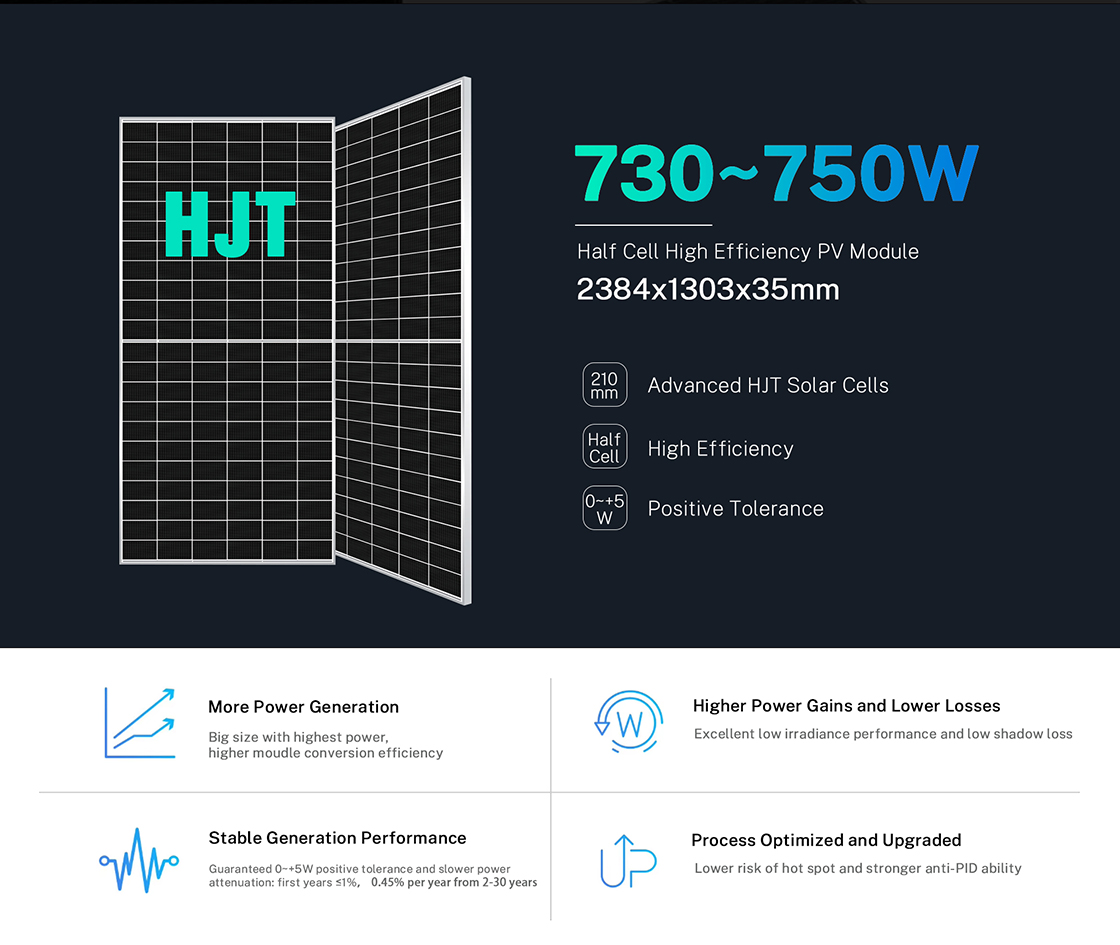 HJT
730~750W
Half Cell High Efficiency PV Module
2384x1303x35mm
210
mm
Advanced HJT Solar Cells
Half
Cell
High Efficiency
0~+5
W
Positive Tolerance
More Power Generation
Big size with highest power,
higher moudle conversion efficiency
W
Higher Power Gains and Lower Losses
Excellent low irradiance performance and low shadow loss
Stable Generation Performance
Guaranteed 0~+5W positive tolerance and slower power
attenuation: first years ≤1%, 0.45% per year from 2-30 years
UP
Process Optimized and Upgraded
Lower risk of hot spot and stronger anti-PID ability